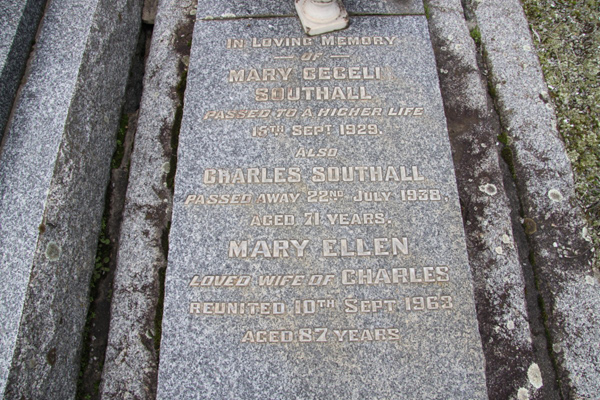 IN LOVING MEMORY
OF
MARY CECELI
SOUTHALL
PASSED TO A HIGHER LIFE
15TH SEPT 1929.
ALSO
CHARLES SOUTHALL
PASSED AWAY 22ND JULY 1938,
AGED 71 YEARS.
MARY ELLEN
LOVED WIFE OF CHARLES
REUNITED 10TH SEPT 1963
AGED 87 YEARS